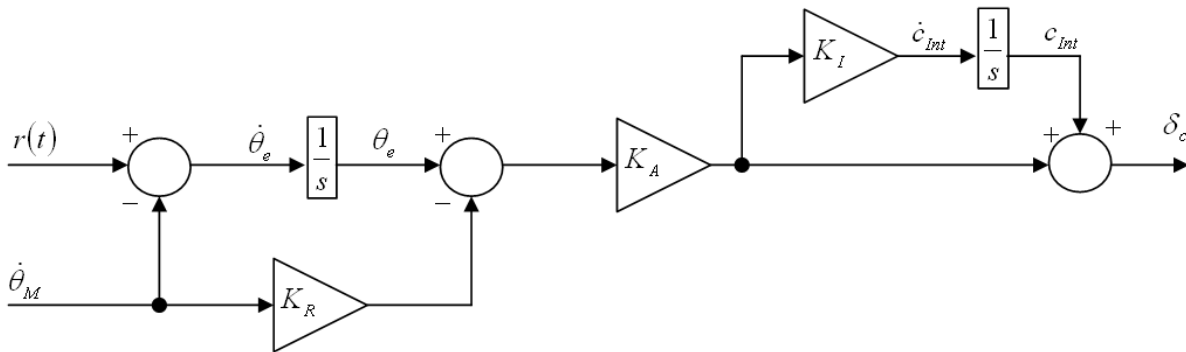 K_I
ċ_Int
1/s
c_Int
r(t)
+
−
θ̇_e
1/s
θ_e
+
−
K_A
+
+
δ_c
θ̇_M
K_R